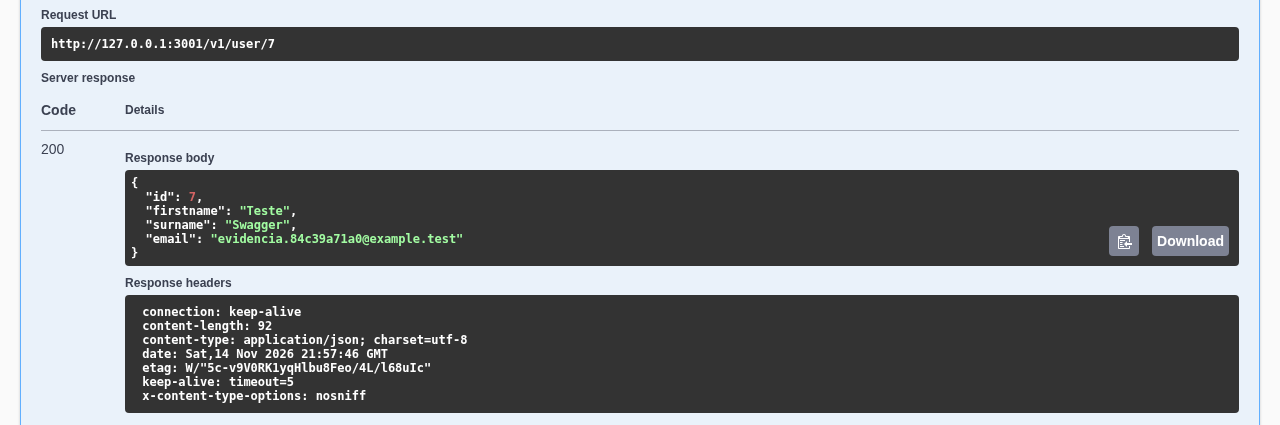 Request URL
http://127.0.0.1:3001/v1/user/7
Server response
Code Details
200
Response body
{
  "id": 7,
  "firstname": "Teste",
  "surname": "Swagger",
  "email": "evidencia.84c39a71a0@example.test"
}
Download
Response headers
connection: keep-alive
content-length: 92
content-type: application/json; charset=utf-8
date: Sat,14 Nov 2026 21:57:46 GMT
etag: W/"5c-v9V0RK1yqHlbu8Feo/4L/l68uIc"
keep-alive: timeout=5
x-content-type-options: nosniff